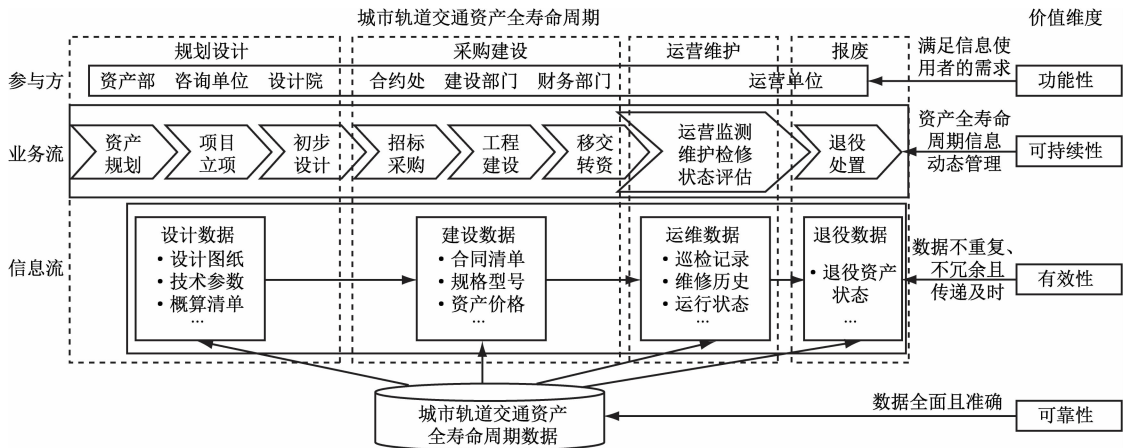 城市轨道交通资产全寿命周期
价值维度
规划设计
采购建设
运营维护
报废
参与方
资产部 咨询单位 设计院 合约处 建设部门 财务部门 运营单位
满足信息使
用者的需求
功能性
业务流
资产
规划
项目
立项
初步
设计
招标
采购
工程
建设
移交
转资
运营监测
维护检修
状态评估
退役
处置
资产全寿命
周期信息
动态管理
可持续性
信息流
设计数据
• 设计图纸
• 技术参数
• 概算清单
…
建设数据
• 合同清单
• 规格型号
• 资产价格
…
运维数据
• 巡检记录
• 维修历史
• 运行状态
…
退役数据
• 退役资产
状态
…
数据不重复、
不冗余且
传递及时
有效性
城市轨道交通资产
全寿命周期数据
数据全面且准确
可靠性